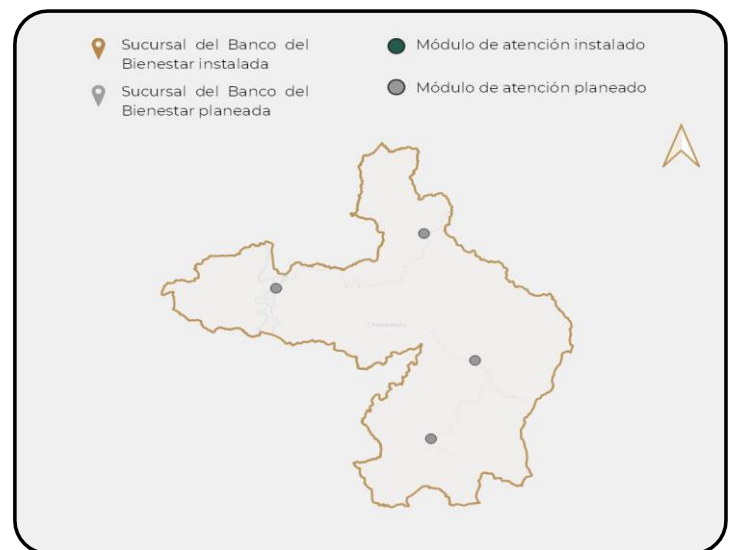 Sucursal del Banco del
Bienestar instalada
Sucursal del Banco del
Bienestar planeada
Módulo de atención instalado
Módulo de atención planeado